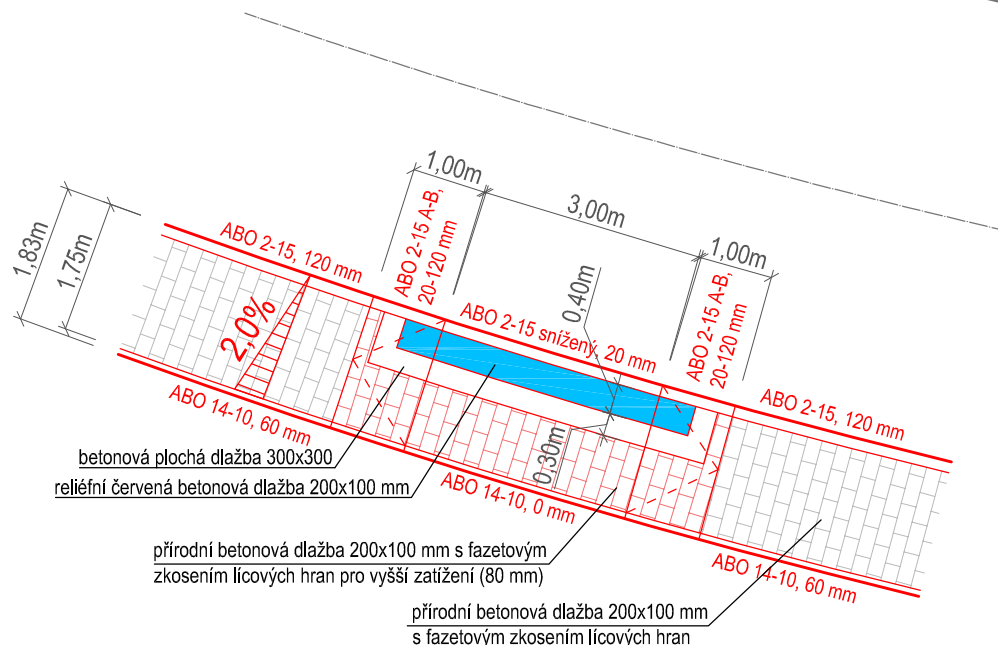 1,00m
3,00m
1,00m
1,83m
1,75m
ABO 2-15, 120 mm
ABO 2-15 A-B,
20-120 mm
0,40m
ABO 2-15 snížený, 20 mm
ABO 2-15 A-B,
20-120 mm
ABO 2-15, 120 mm
2,0%
ABO 14-10, 60 mm
0,30m
ABO 14-10, 0 mm
ABO 14-10, 60 mm
betonová plochá dlažba 300x300
reliéfní červená betonová dlažba 200x100 mm
přírodní betonová dlažba 200x100 mm s fazetovým
zkosením lícových hran pro vyšší zatížení (80 mm)
přírodní betonová dlažba 200x100 mm
s fazetovým zkosením lícových hran